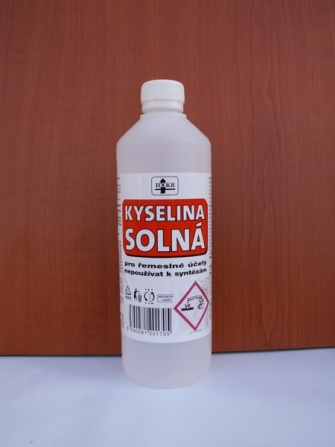 KYSELINA
SOLNÁ
pro řemeslné účely
nepoužívat k syntézám